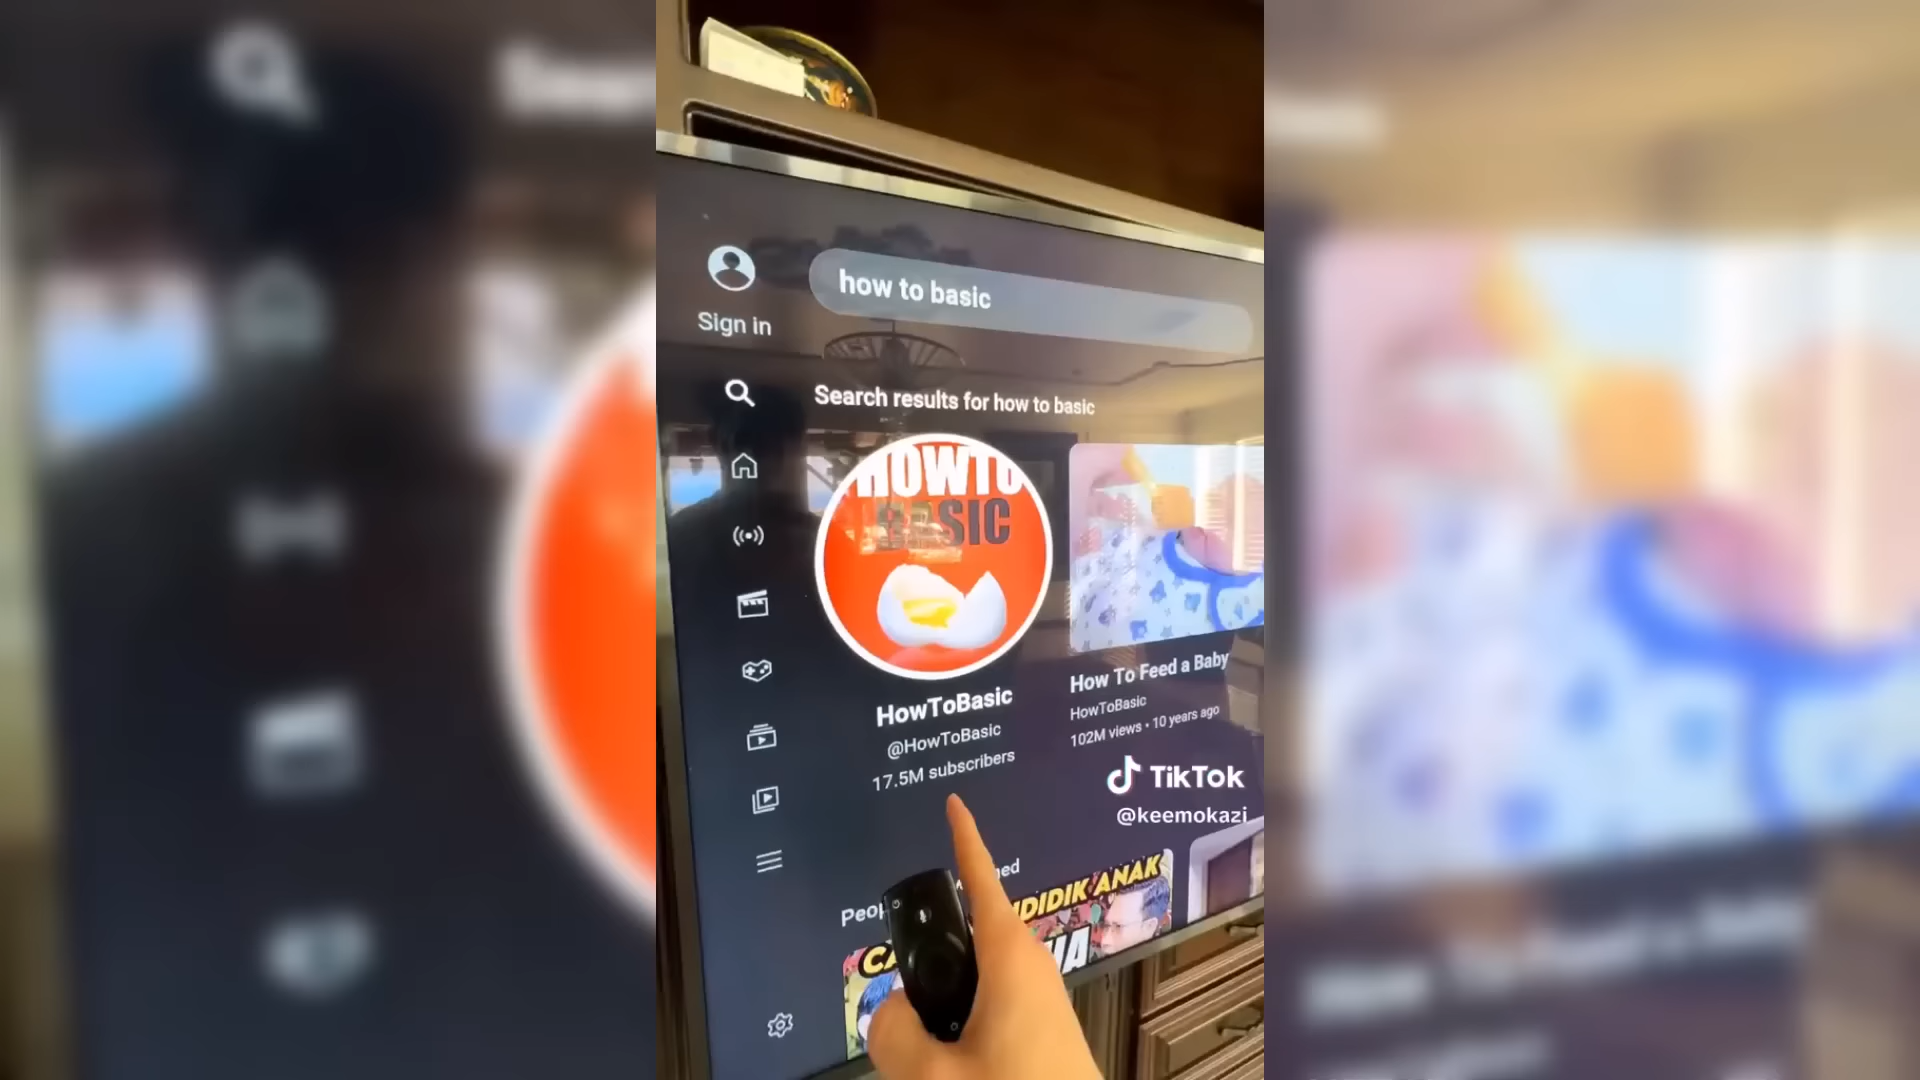 how to basic
Sign in
Search results for how to basic
HOWTO
BASIC
HowToBasic
@HowToBasic
17.5M subscribers
How To Feed a Baby
HowToBasic
102M views • 10 years ago
TikTok
@keemokazi
ANAK